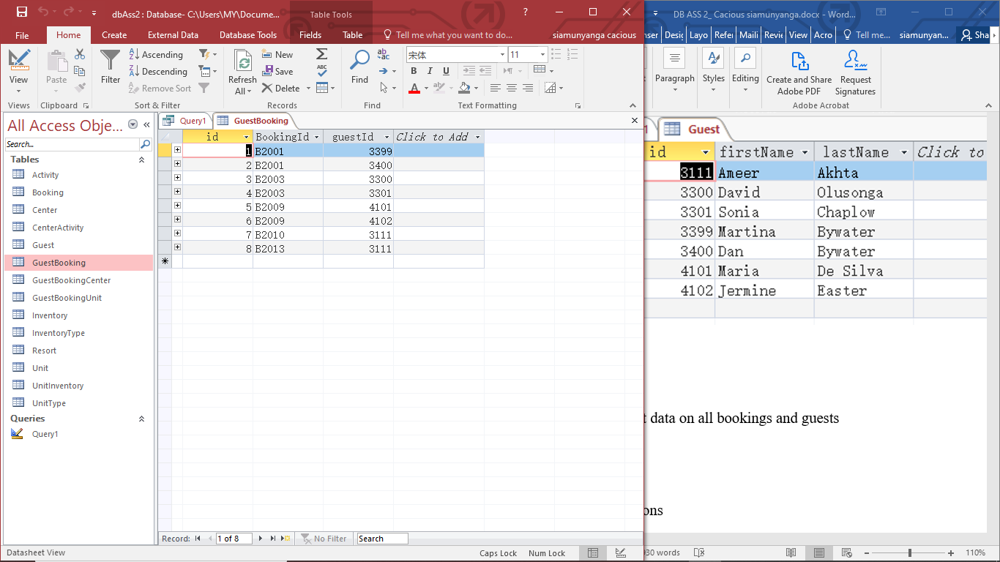 dbAss2 : Database- C:\Users\MY\Docume...
Table Tools
?
File
Home
Create
External Data
Database Tools
Fields
Table
Tell me what you want to do...
siamunyanga cacious
View
Views
Paste
Clipboard
Filter
Ascending
Descending
Remove Sort
Sort & Filter
Refresh
All
New
Save
Delete
Records
Find
Find
宋体
11
B I U
A
Text Formatting
All Access Obje...
Search...
Tables
Activity
Booking
Center
CenterActivity
Guest
GuestBooking
GuestBookingCenter
GuestBookingUnit
Inventory
InventoryType
Resort
Unit
UnitInventory
UnitType
Queries
Query1
Query1
GuestBooking
id BookingId guestId Click to Add
1 B2001 3399
2 B2001 3400
3 B2003 3300
4 B2003 3301
5 B2009 4101
6 B2009 4102
7 B2010 3111
8 B2013 3111
Record: 1 of 8 No Filter Search
Datasheet View
Caps Lock Num Lock
DB ASS 2_ Cacious siamunyanga.docx - Word...
nser
Desig
Layo
Refer
Maili
Revie
View
Acro
Tell me...
siamunyan...
Sha
Paragraph
Styles
Editing
Create and Share
Adobe PDF
Request
Signatures
Adobe Acrobat
1
Guest
id firstName lastName Click to
3111 Ameer Akhta
3300 David Olusonga
3301 Sonia Chaplow
3399 Martina Bywater
3400 Dan Bywater
4101 Maria De Silva
4102 Jermine Easter
t data on all bookings and guests
ons
930 words
110%